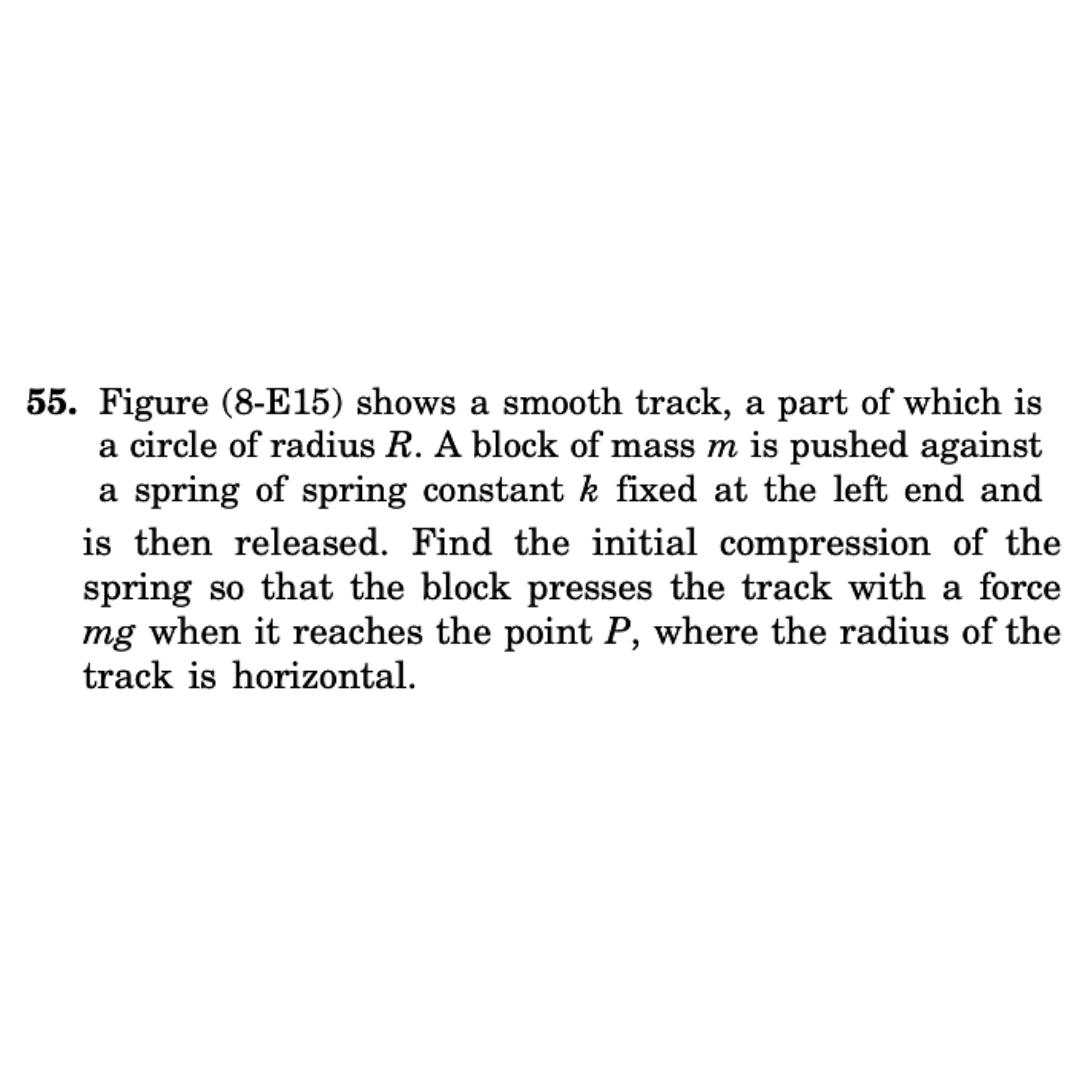 55. Figure (8-E15) shows a smooth track, a part of which is
a circle of radius R. A block of mass m is pushed against
a spring of spring constant k fixed at the left end and
is then released. Find the initial compression of the
spring so that the block presses the track with a force
mg when it reaches the point P, where the radius of the
track is horizontal.